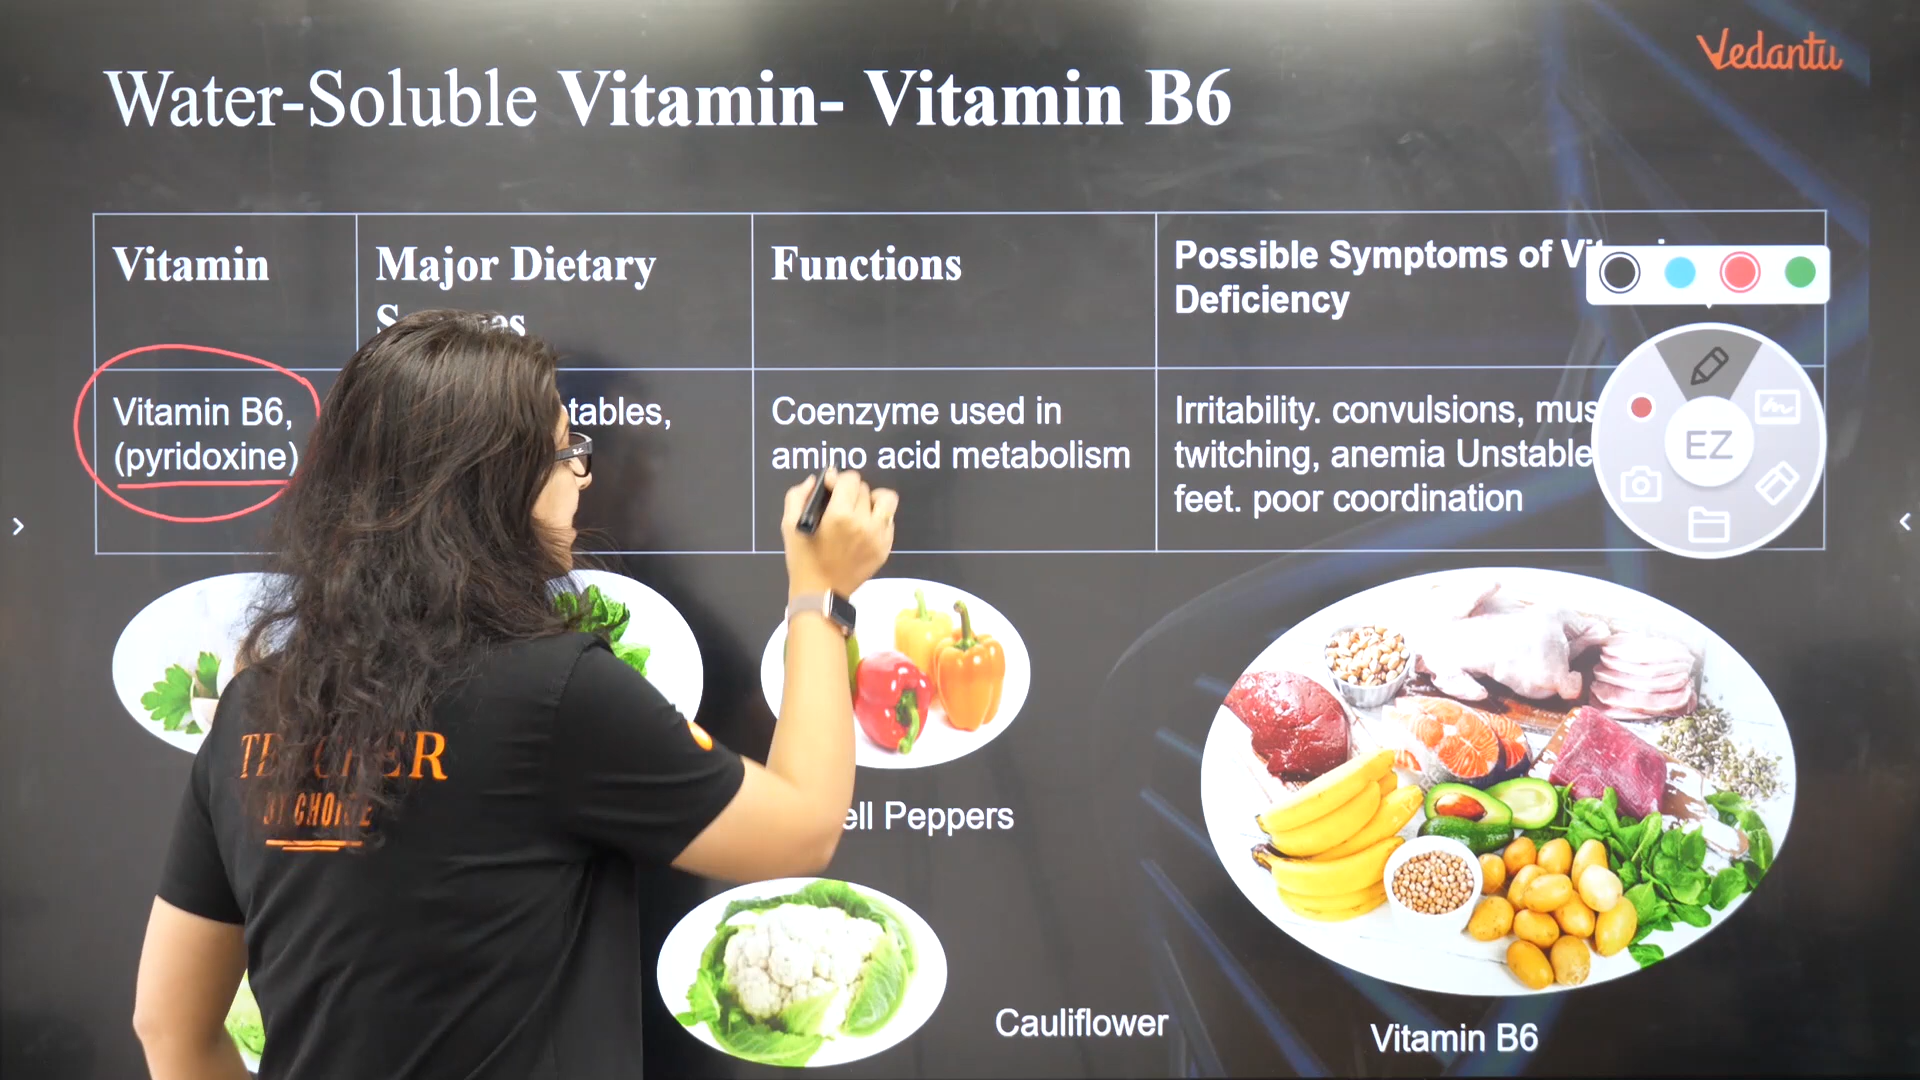 Vedantu
Water-Soluble Vitamin- Vitamin B6
Vitamin
Major Dietary
Functions
Possible Symptoms of
Deficiency
Vitamin B6,
(pyridoxine)
tables,
Coenzyme used in
amino acid metabolism
Irritability. convulsions, mus
twitching, anemia Unstable
feet. poor coordination
EZ
BY CHOICE
ell Peppers
Cauliflower
Vitamin B6